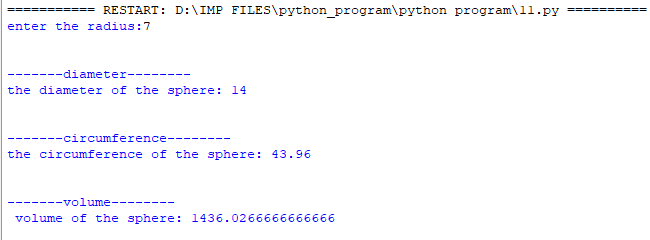 =========== RESTART: D:\IMP FILES\python_program\python program\11.py ==========
enter the radius:7
-------diameter--------
the diameter of the sphere: 14
-------circumference--------
the circumference of the sphere: 43.96
-------volume--------
volume of the sphere: 1436.0266666666666